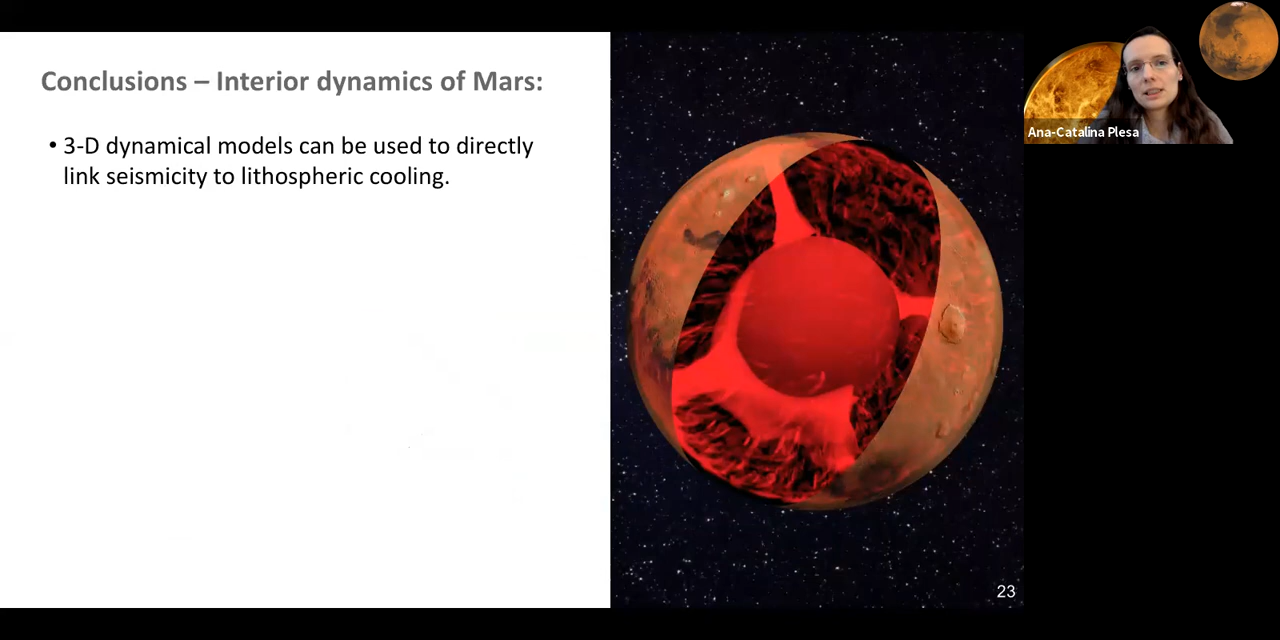 Conclusions – Interior dynamics of Mars:
• 3-D dynamical models can be used to directly
link seismicity to lithospheric cooling.
Ana-Catalina Plesa
23